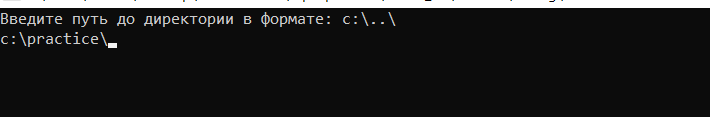 Введите путь до директории в формате: c:\..\
c:\practice\